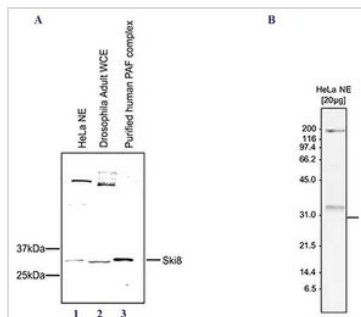 A
B
HeLa NE
Drosophila Adult WCE
Purified human PAF complex
37kDa
25kDa
Ski8
1 2 3
HeLa NE
[20µg]
200
116
97.4
66.2
45.0
31.0
21.5
14.4
6.5